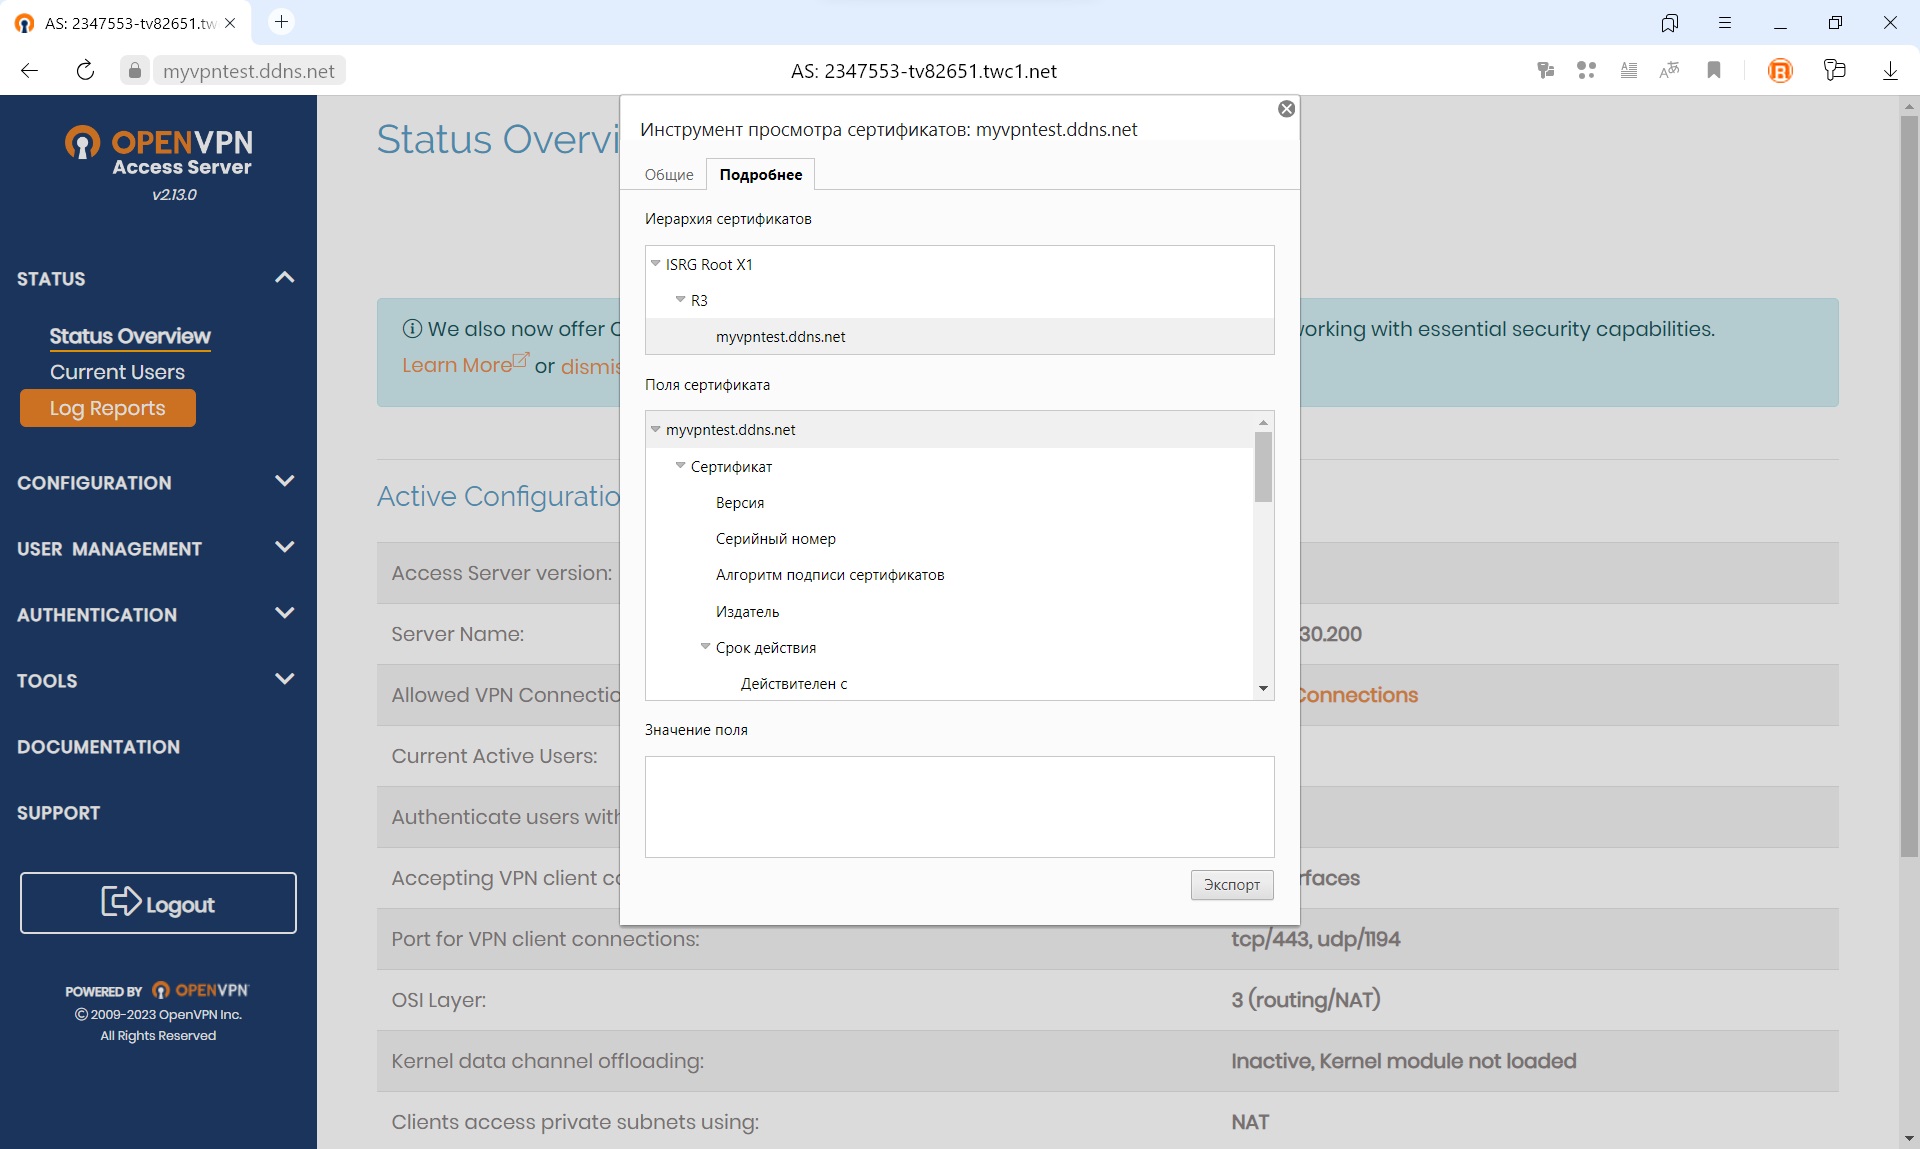 AS: 2347553-tv82651.tw
myvpntest.ddns.net
AS: 2347553-tv82651.twc1.net
OPENVPN
Access Server
v2.13.0
STATUS
Status Overview
Current Users
Log Reports
CONFIGURATION
USER MANAGEMENT
AUTHENTICATION
TOOLS
DOCUMENTATION
SUPPORT
Logout
POWERED BY OPENVPN
© 2009-2023 OpenVPN Inc.
All Rights Reserved
Status Overvi
We also now offer
orking with essential security capabilities.
Learn More or dismis
Active Configuratio
Access Server version:
Server Name:
30.200
Allowed VPN Connectio
Connections
Current Active Users:
Authenticate users with
Accepting VPN client co
rfaces
Port for VPN client connections:
tcp/443, udp/1194
OSI Layer:
3 (routing/NAT)
Kernel data channel offloading:
Inactive, Kernel module not loaded
Clients access private subnets using:
NAT
Инструмент просмотра сертификатов: myvpntest.ddns.net
Общие
Подробнее
Иерархия сертификатов
ISRG Root X1
R3
myvpntest.ddns.net
Поля сертификата
myvpntest.ddns.net
Сертификат
Версия
Серийный номер
Алгоритм подписи сертификатов
Издатель
Срок действия
Действителен с
Значение поля
Экспорт